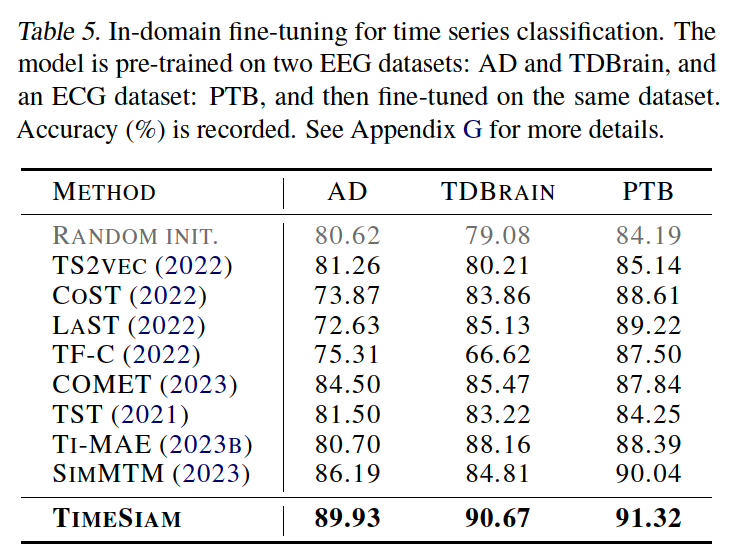 Table 5. In-domain fine-tuning for time series classification. The
model is pre-trained on two EEG datasets: AD and TDBrain, and
an ECG dataset: PTB, and then fine-tuned on the same dataset.
Accuracy (%) is recorded. See Appendix G for more details.
METHOD AD TDBRAIN PTB
RANDOM INIT. 80.62 79.08 84.19
TS2VEC (2022) 81.26 80.21 85.14
COST (2022) 73.87 83.86 88.61
LAST (2022) 72.63 85.13 89.22
TF-C (2022) 75.31 66.62 87.50
COMET (2023) 84.50 85.47 87.84
TST (2021) 81.50 83.22 84.25
TI-MAE (2023B) 80.70 88.16 88.39
SIMMTM (2023) 86.19 84.81 90.04
TIMESIAM 89.93 90.67 91.32